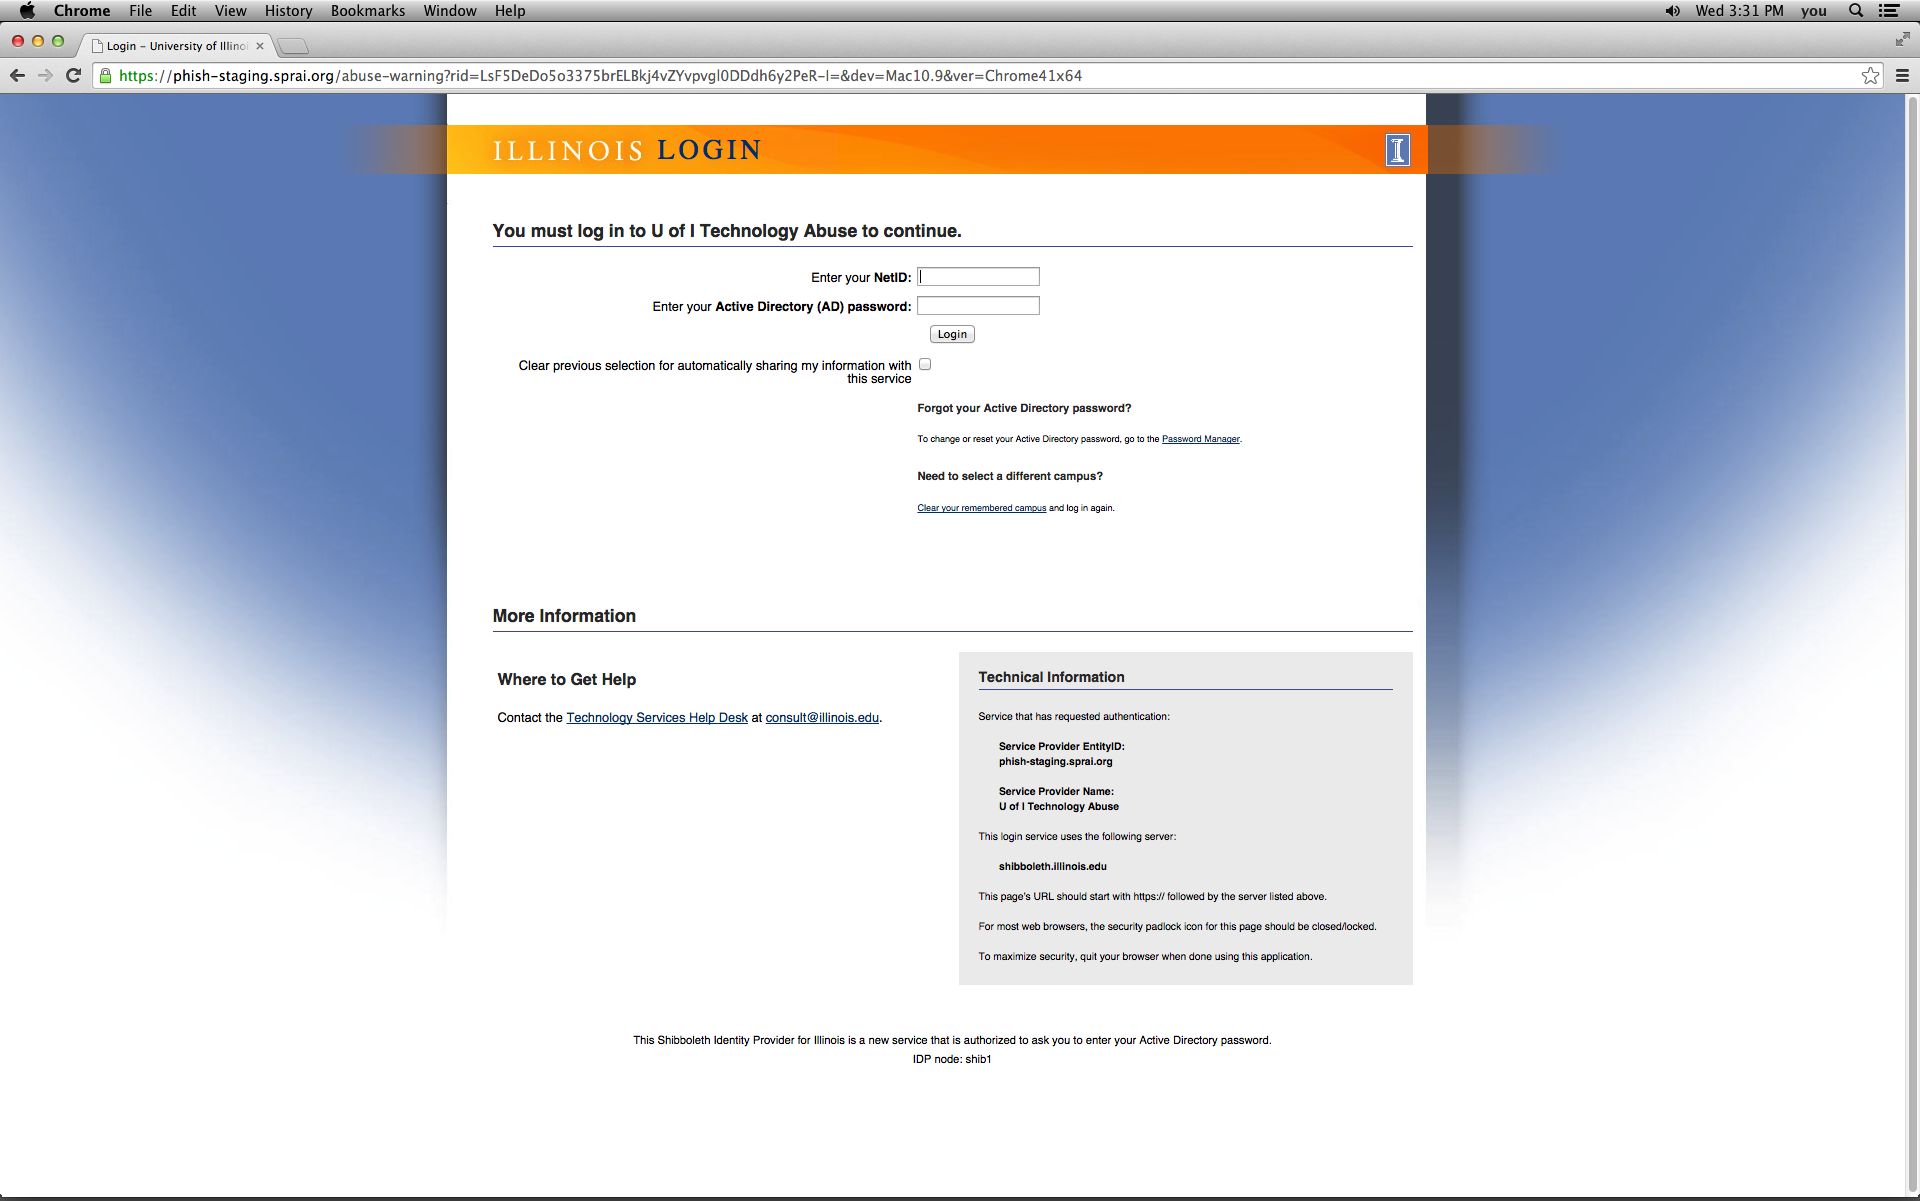 Chrome File Edit View History Bookmarks Window Help Wed 3:31 PM you
Login – University of Illinoi
https://phish-staging.sprai.org/abuse-warning?rid=LsF5DeDo5o3375brELBkj4vZYvpvgl0DDdh6y2PeR-I=&dev=Mac10.9&ver=Chrome41x64
ILLINOIS LOGIN I
You must log in to U of I Technology Abuse to continue.
Enter your NetID:
Enter your Active Directory (AD) password:
Login
Clear previous selection for automatically sharing my information with
this service
Forgot your Active Directory password?
To change or reset your Active Directory password, go to the Password Manager.
Need to select a different campus?
Clear your remembered campus and log in again.
More Information
Where to Get Help
Contact the Technology Services Help Desk at consult@illinois.edu.
Technical Information
Service that has requested authentication:
Service Provider EntityID:
phish-staging.sprai.org
Service Provider Name:
U of I Technology Abuse
This login service uses the following server:
shibboleth.illinois.edu
This page's URL should start with https:// followed by the server listed above.
For most web browsers, the security padlock icon for this page should be closed/locked.
To maximize security, quit your browser when done using this application.
This Shibboleth Identity Provider for Illinois is a new service that is authorized to ask you to enter your Active Directory password.
IDP node: shib1